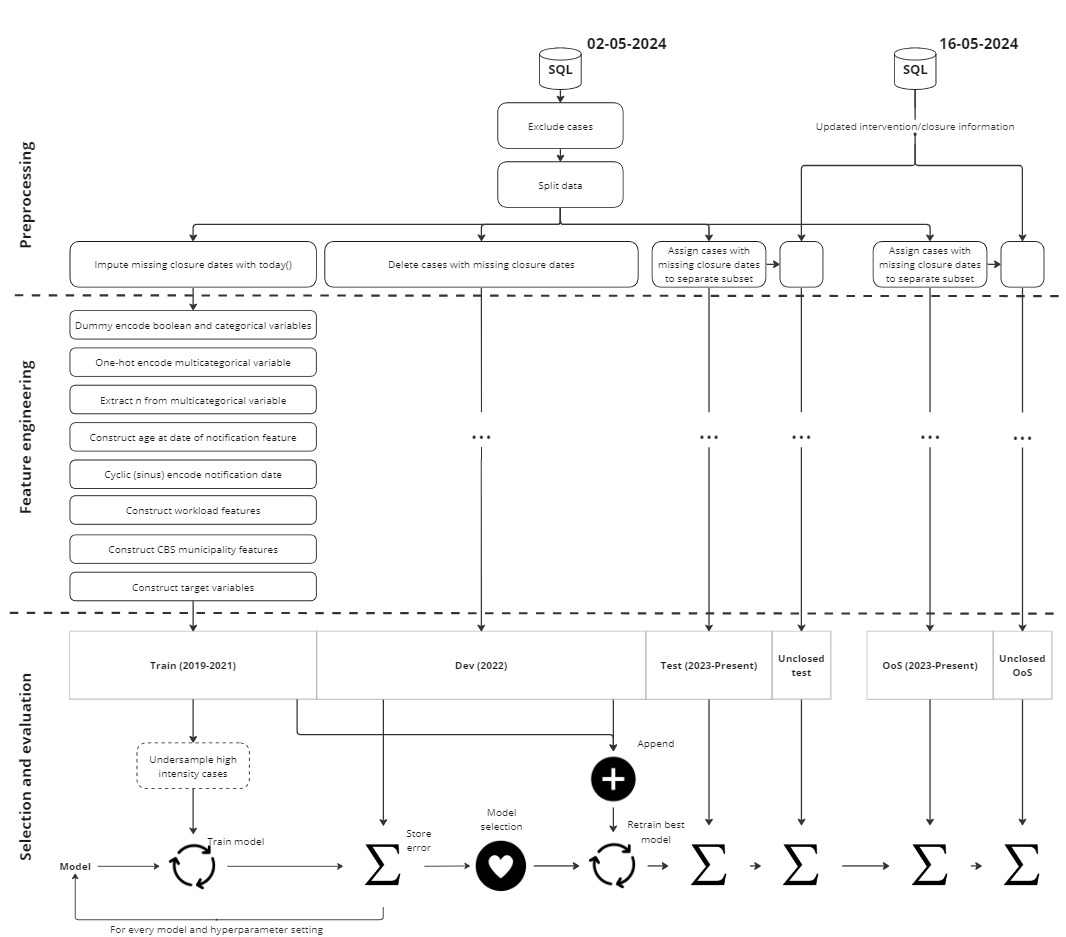 02-05-2024
16-05-2024
SQL
SQL
Exclude cases
Updated intervention/closure information
Split data
Preprocessing
Impute missing closure dates with today()
Delete cases with missing closure dates
Assign cases with
missing closure dates
to separate subset
Assign cases with
missing closure dates
to separate subset
Feature engineering
Dummy encode boolean and categorical variables
One-hot encode multicategorical variable
Extract n from multicategorical variable
Construct age at date of notification feature
Cyclic (sinus) encode notification date
Construct workload features
Construct CBS municipality features
Construct target variables
...
...
...
...
...
Selection and evaluation
Train (2019-2021)
Dev (2022)
Test (2023-Present)
Unclosed
test
OoS (2023-Present)
Unclosed
OoS
Undersample high
intensity cases
Append
Model
Train model
Σ
Store
error
Model
selection
Retrain best
model
Σ
Σ
Σ
Σ
For every model and hyperparameter setting